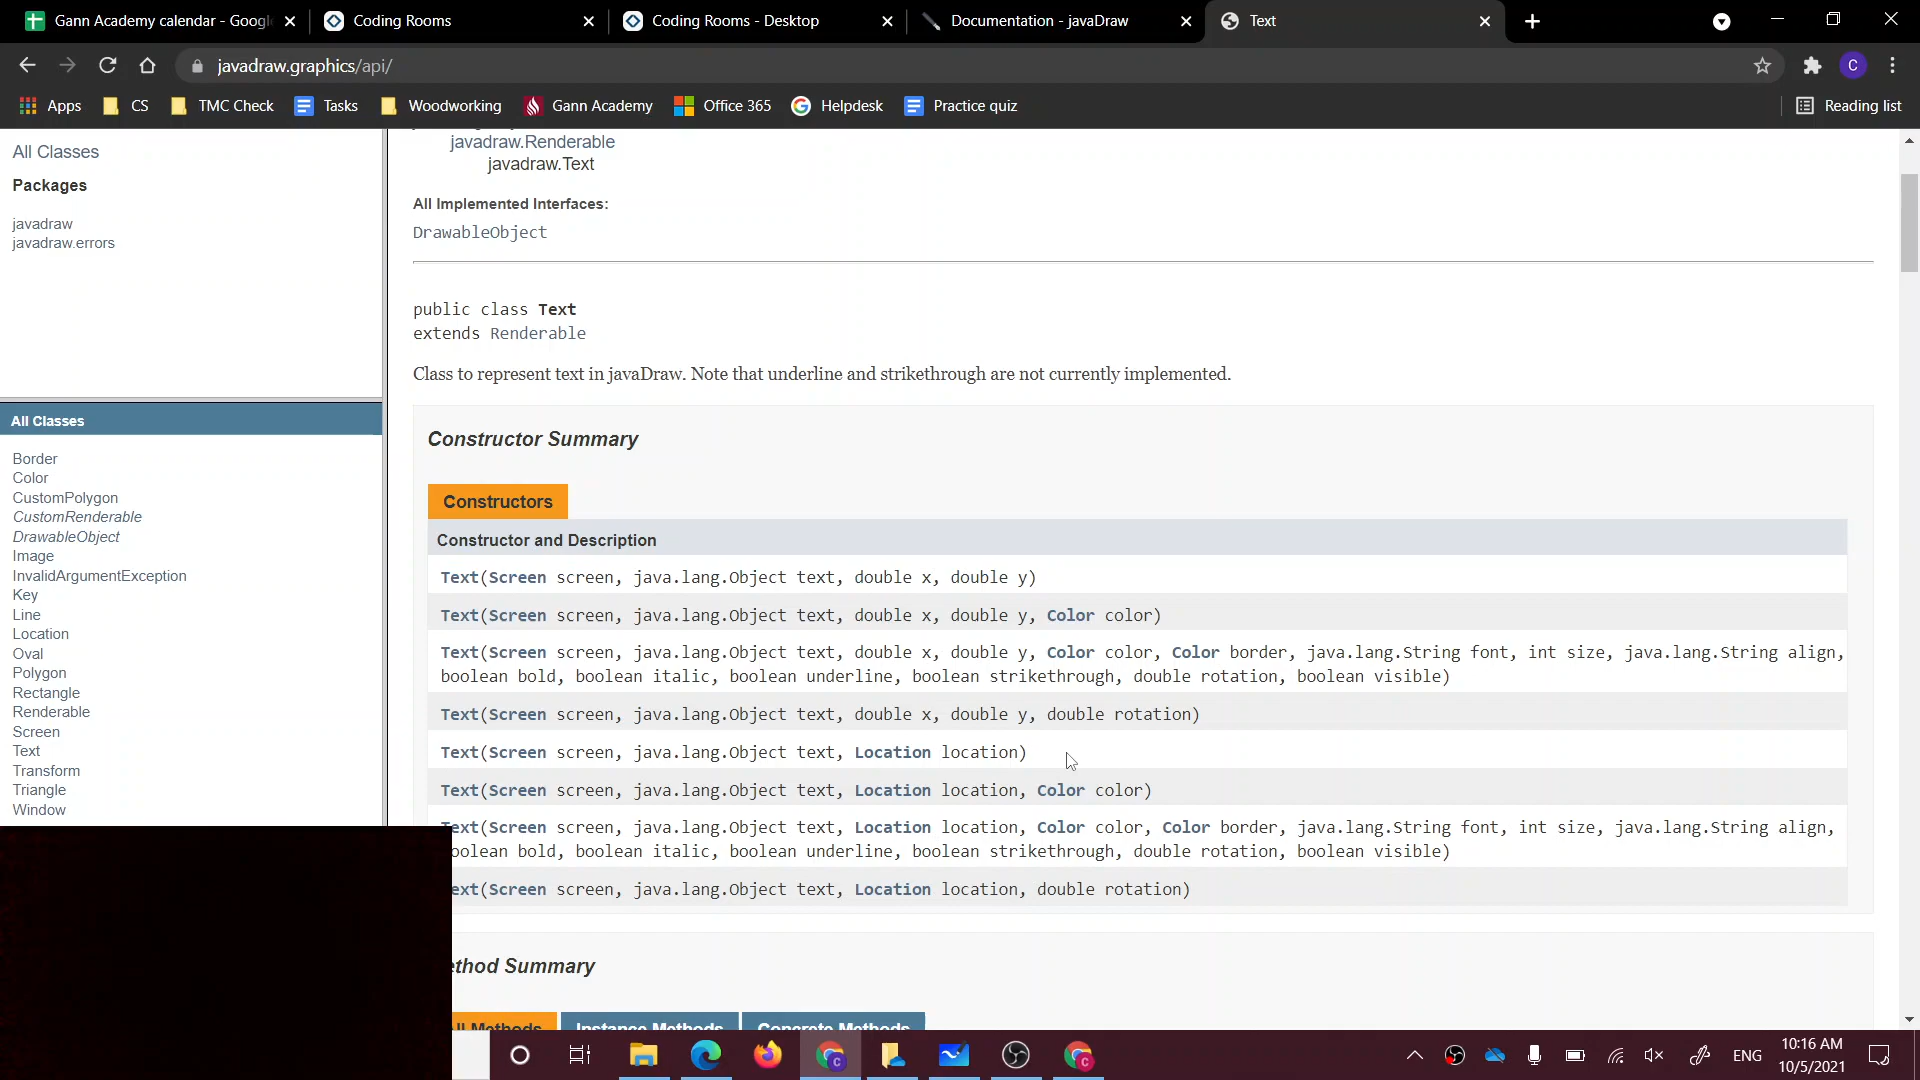 Gann Academy calendar - Googl
Coding Rooms
Coding Rooms - Desktop
Documentation - javaDraw
Text
javadraw.graphics/api/
C
Apps
CS
TMC Check
Tasks
Woodworking
Gann Academy
Office 365
Helpdesk
Practice quiz
Reading list
All Classes
Packages
javadraw
javadraw.errors
All Classes
Border
Color
CustomPolygon
CustomRenderable
DrawableObject
Image
InvalidArgumentException
Key
Line
Location
Oval
Polygon
Rectangle
Renderable
Screen
Text
Transform
Triangle
Window
javadraw.Renderable
javadraw.Text
All Implemented Interfaces:
DrawableObject
public class Text
extends Renderable
Class to represent text in javaDraw. Note that underline and strikethrough are not currently implemented.
Constructor Summary
Constructors
Constructor and Description
Text(Screen screen, java.lang.Object text, double x, double y)
Text(Screen screen, java.lang.Object text, double x, double y, Color color)
Text(Screen screen, java.lang.Object text, double x, double y, Color color, Color border, java.lang.String font, int size, java.lang.String align,
boolean bold, boolean italic, boolean underline, boolean strikethrough, double rotation, boolean visible)
Text(Screen screen, java.lang.Object text, double x, double y, double rotation)
Text(Screen screen, java.lang.Object text, Location location)
Text(Screen screen, java.lang.Object text, Location location, Color color)
Text(Screen screen, java.lang.Object text, Location location, Color color, Color border, java.lang.String font, int size, java.lang.String align,
oolean bold, boolean italic, boolean underline, boolean strikethrough, double rotation, boolean visible)
ext(Screen screen, java.lang.Object text, Location location, double rotation)
ethod Summary
ll Methods
Instance Methods
Concrete Methods
ENG
10:16 AM
10/5/2021